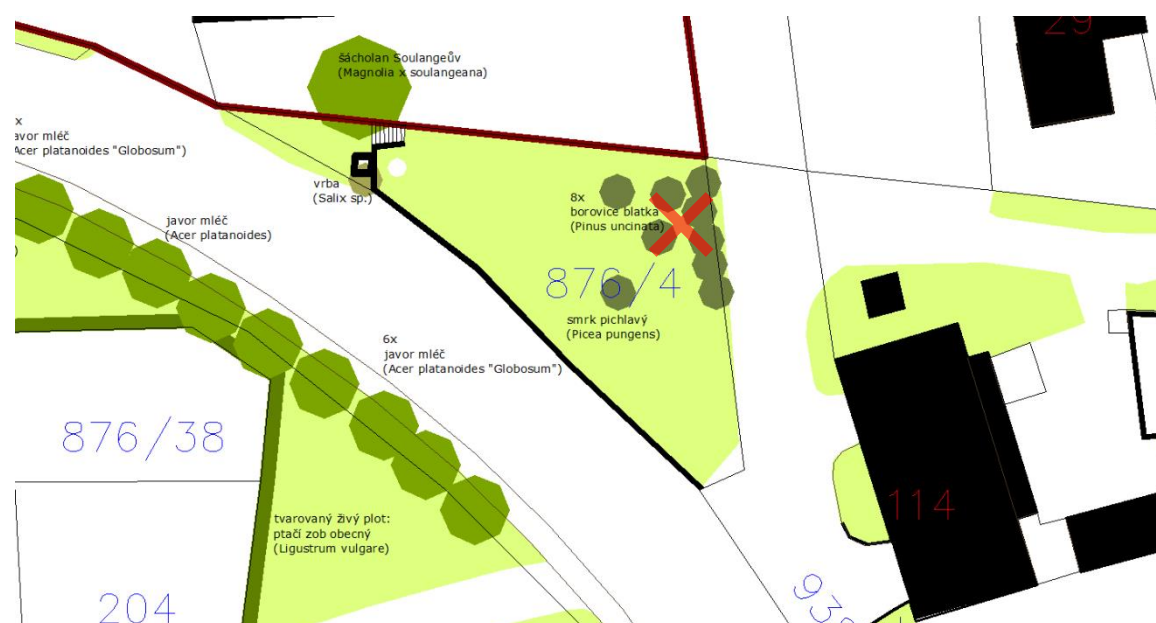 29
šácholan Soulangeův
(Magnolia x soulangeana)
x
javor mléč
Acer platanoides "Globosum")
vrba
(Salix sp.)
8x
borovice blatka
(Pinus uncinata)
javor mléč
(Acer platanoides)
)
876/4
smrk pichlavý
(Picea pungens)
6x
javor mléč
(Acer platanoides "Globosum")
876/38
114
tvarovaný živý plot:
ptačí zob obecný
(Ligustrum vulgare)
204